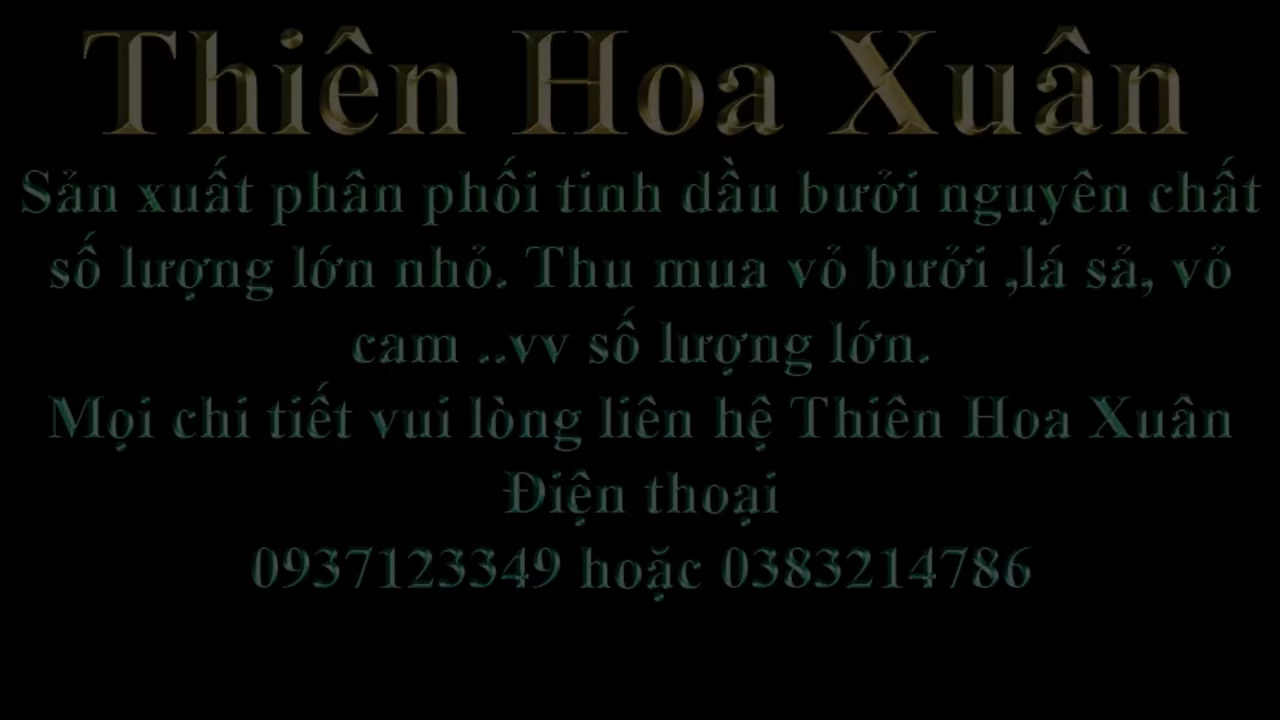 Thiên Hoa Xuân
Sản xuất phân phối tinh dầu bưởi nguyên chất
số lượng lớn nhỏ. Thu mua vỏ bưởi ,lá sả, vỏ
cam ..vv số lượng lớn.
Mọi chi tiết vui lòng liên hệ Thiên Hoa Xuân
Điện thoại
0937123349 hoặc 0383214786